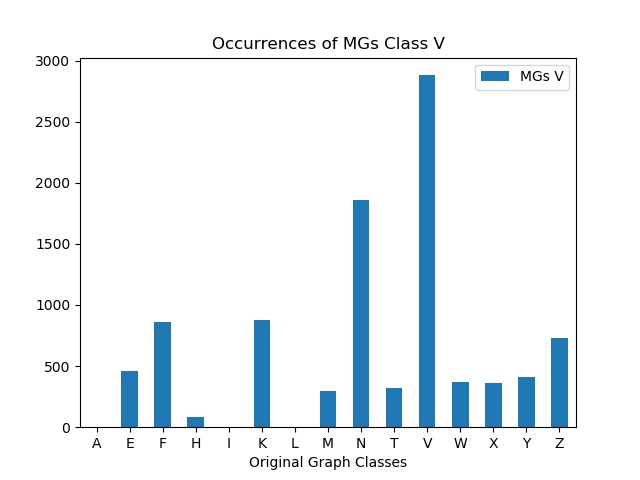 Occurrences of MGs Class V
MGs V
3000
2500
2000
1500
1000
500
0
A E F H I K L M N T V W X Y Z
Original Graph Classes